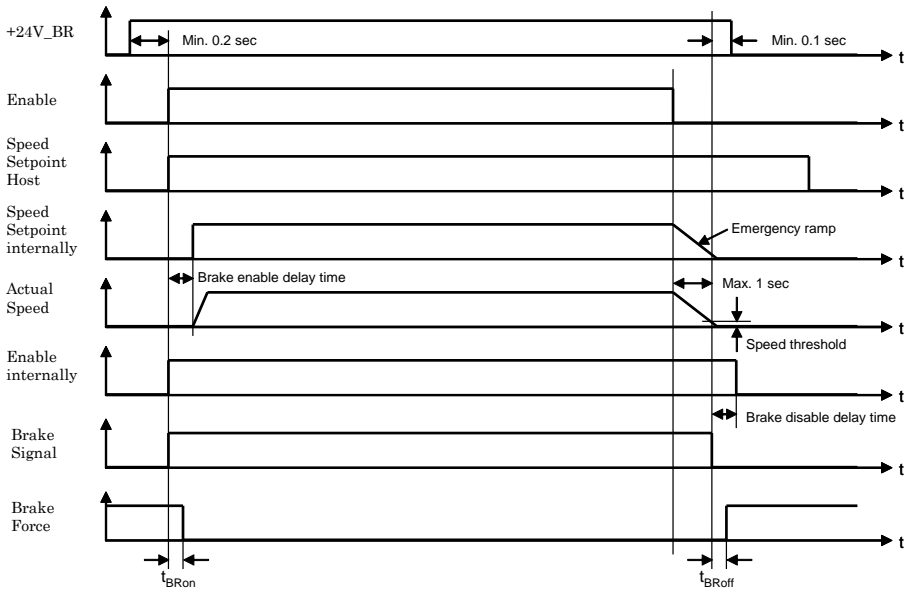 +24V_BR
Min. 0.2 sec
Min. 0.1 sec
t
Enable
t
Speed
Setpoint
Host
t
Speed
Setpoint
internally
Emergency ramp
t
Brake enable delay time
Actual
Speed
Max. 1 sec
t
Speed threshold
Enable
internally
t
Brake disable delay time
Brake
Signal
t
Brake
Force
t
tBRon
tBRoff